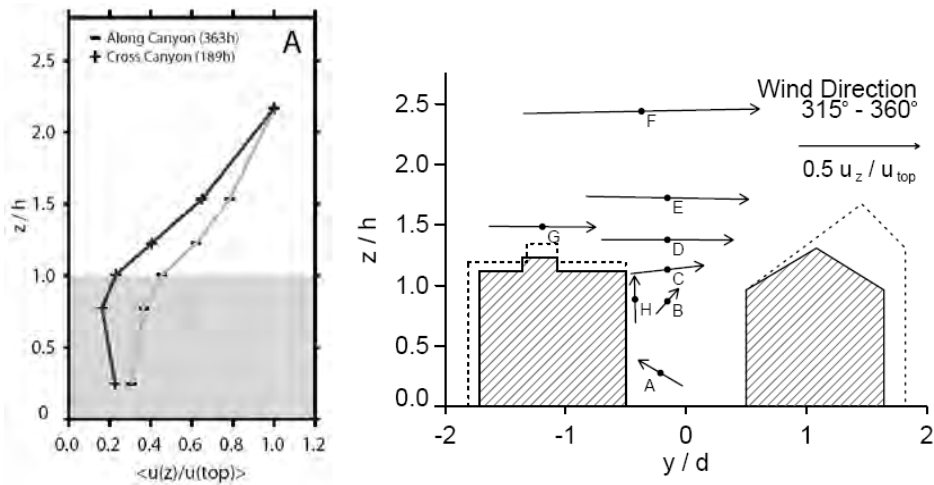 A
Along Canyon (363h)
Cross Canyon (189h)
2.5
2.0
1.5
1.0
0.5
0
z / h
0.0 0.2 0.4 0.6 0.8 1.0 1.2
<u(z)/u(top)>
Wind Direction
315° - 360°
0.5 u z / u top
2.5
2.0
1.5
1.0
0.5
0.0
z / h
F
E
G
D
C
H
B
A
-2 -1 0 1 2
y / d